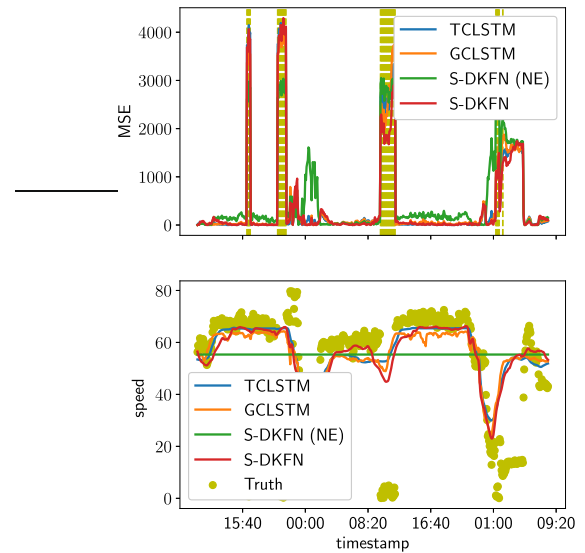 4000
3000
2000
1000
0
MSE
TCLSTM
GCLSTM
S-DKFN (NE)
S-DKFN
80
60
40
20
0
speed
TCLSTM
GCLSTM
S-DKFN (NE)
S-DKFN
Truth
15:40 00:00 08:20 16:40 01:00 09:20
timestamp